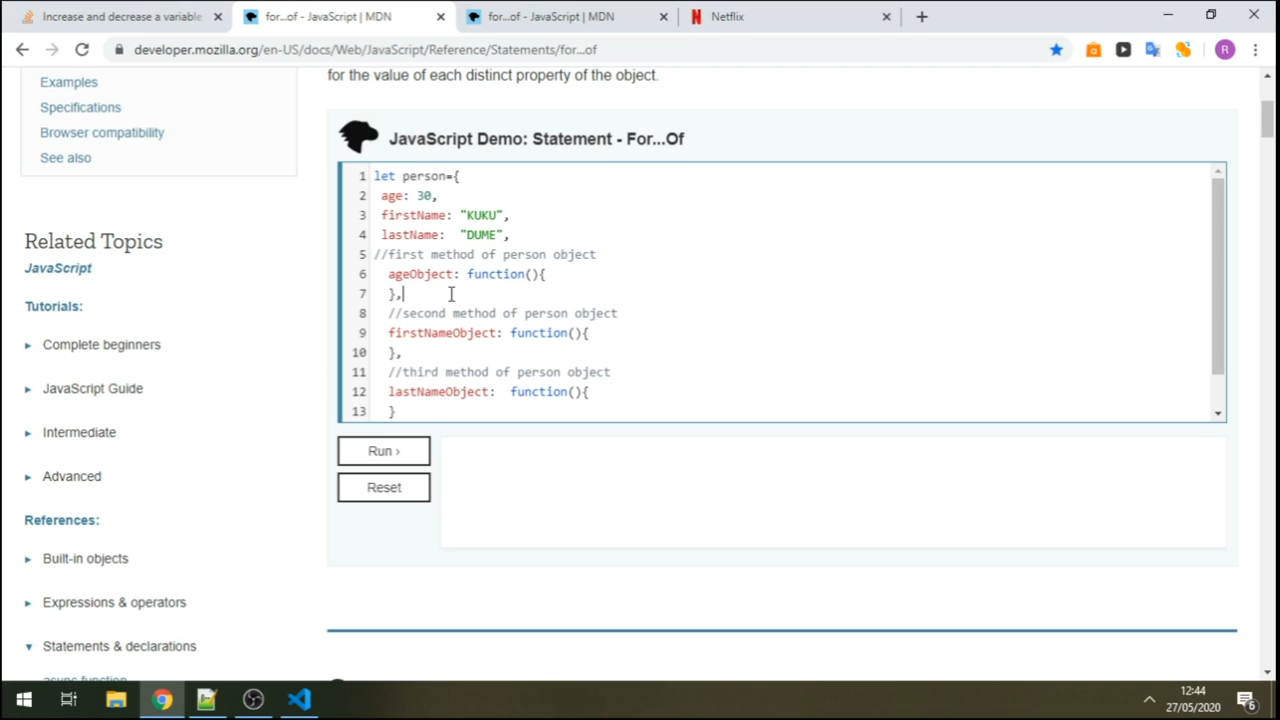 Increase and decrease a variable
for...of - JavaScript | MDN
for...of - JavaScript | MDN
Netflix
developer.mozilla.org/en-US/docs/Web/JavaScript/Reference/Statements/for...of
R
Examples
Specifications
Browser compatibility
See also
Related Topics
JavaScript
Tutorials:
Complete beginners
JavaScript Guide
Intermediate
Advanced
References:
Built-in objects
Expressions & operators
Statements & declarations
async function
for the value of each distinct property of the object.
JavaScript Demo: Statement - For...Of
1 let person={
2 age: 30,
3 firstName: "KUKU",
4 lastName: "DUME",
5 //first method of person object
6 ageObject: function(){
7 },
8 //second method of person object
9 firstNameObject: function(){
10 },
11 //third method of person object
12 lastNameObject: function(){
13 }
Run ›
Reset
12:44
27/05/2020
6